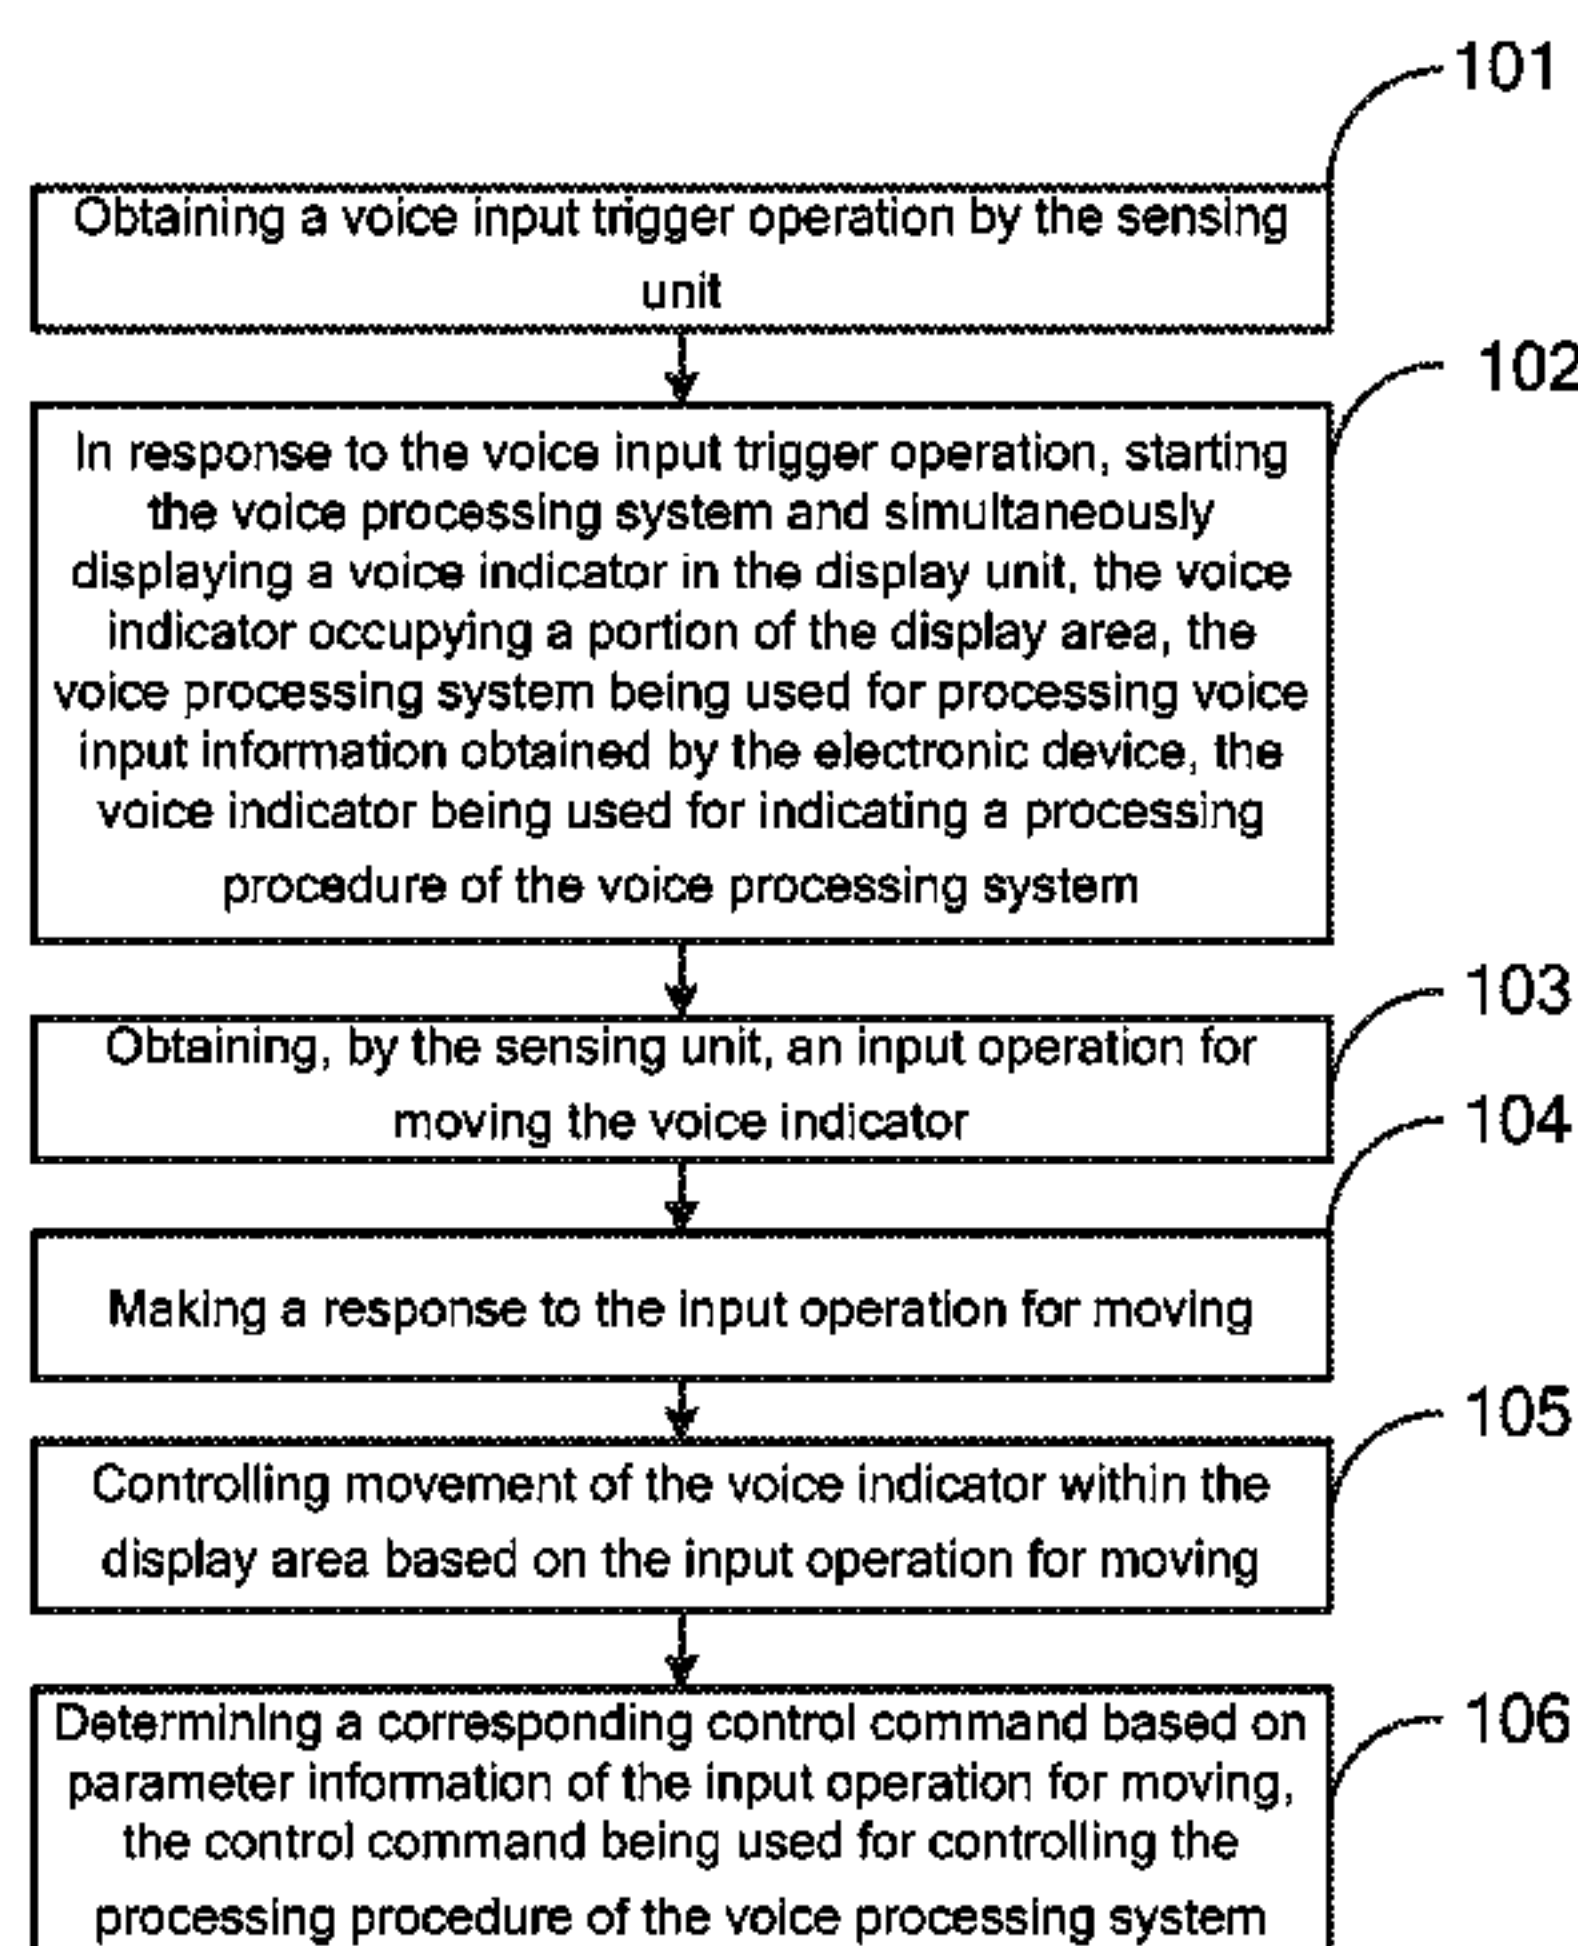 101
Obtaining a voice input trigger operation by the sensing
unit
102
In response to the voice input trigger operation, starting
the voice processing system and simultaneously
displaying a voice indicator in the display unit, the voice
indicator occupying a portion of the display area, the
voice processing system being used for processing voice
input information obtained by the electronic device, the
voice indicator being used for indicating a processing
procedure of the voice processing system
103
Obtaining, by the sensing unit, an input operation for
moving the voice indicator
104
Making a response to the input operation for moving
105
Controlling movement of the voice indicator within the
display area based on the input operation for moving
106
Determining a corresponding control command based on
parameter information of the input operation for moving,
the control command being used for controlling the
processing procedure of the voice processing system